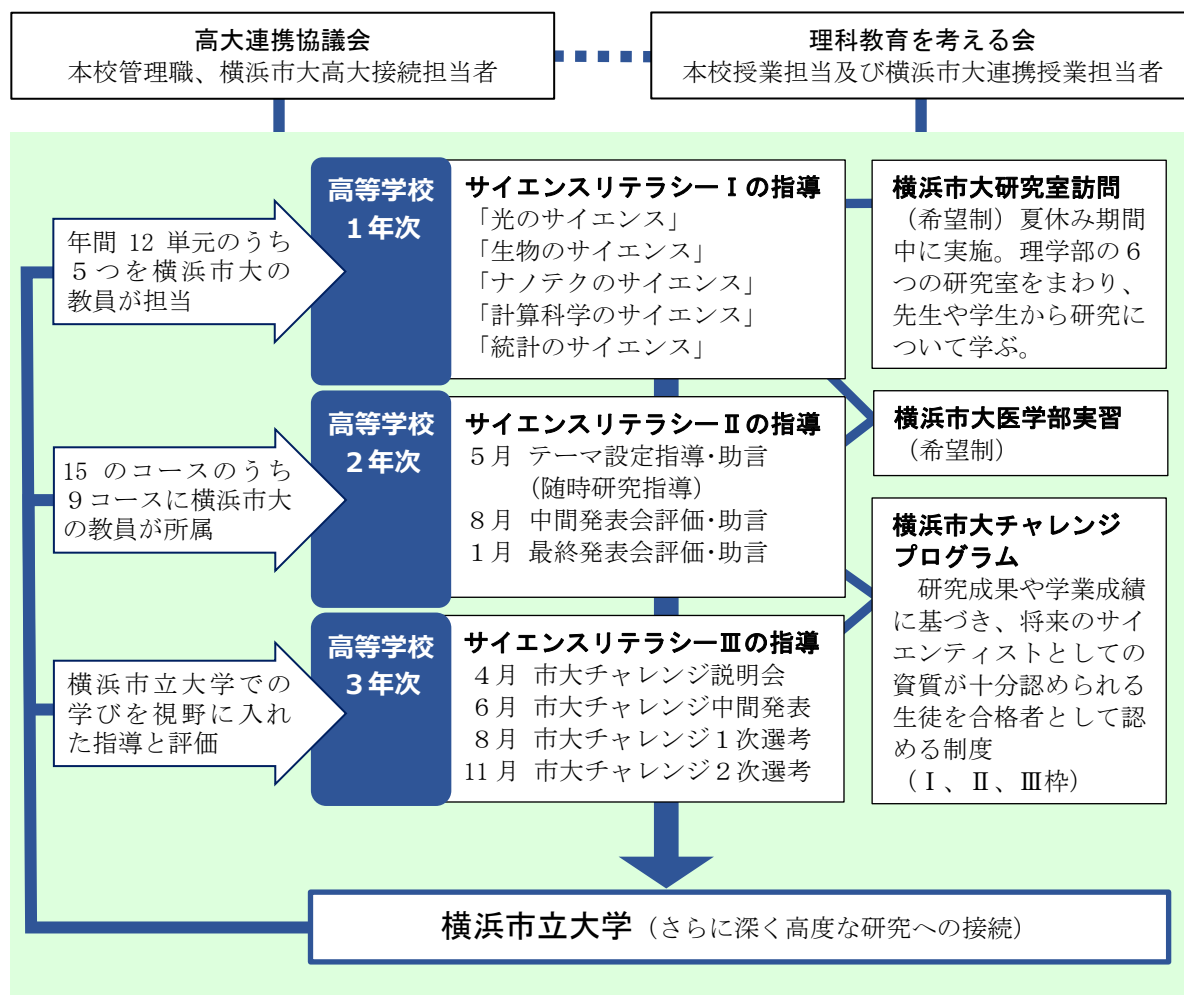 高大連携協議会
本校管理職、横浜市大高大接続担当者
理科教育を考える会
本校授業担当及び横浜市大連携授業担当者
年間 12 単元のうち
５つを横浜市大の
教員が担当
高等学校
１年次
サイエンスリテラシーⅠの指導
「光のサイエンス」
「生物のサイエンス」
「ナノテクのサイエンス」
「計算科学のサイエンス」
「統計のサイエンス」
横浜市大研究室訪問
（希望制）夏休み期間
中に実施。理学部の６
つの研究室をまわり、
先生や学生から研究に
ついて学ぶ。
15 のコースのうち
９コースに横浜市大
の教員が所属
高等学校
２年次
サイエンスリテラシーⅡの指導
５月 テーマ設定指導・助言
（随時研究指導）
８月 中間発表会評価・助言
１月 最終発表会評価・助言
横浜市大医学部実習
（希望制）
横浜市立大学での
学びを視野に入れ
た指導と評価
高等学校
３年次
サイエンスリテラシーⅢの指導
４月 市大チャレンジ説明会
６月 市大チャレンジ中間発表
８月 市大チャレンジ１次選考
11 月 市大チャレンジ２次選考
横浜市大チャレンジ
プログラム
研究成果や学業成績
に基づき、将来のサイ
エンティストとしての
資質が十分認められる
生徒を合格者として認
める制度
（Ⅰ、Ⅱ、Ⅲ枠）
横浜市立大学（さらに深く高度な研究への接続）